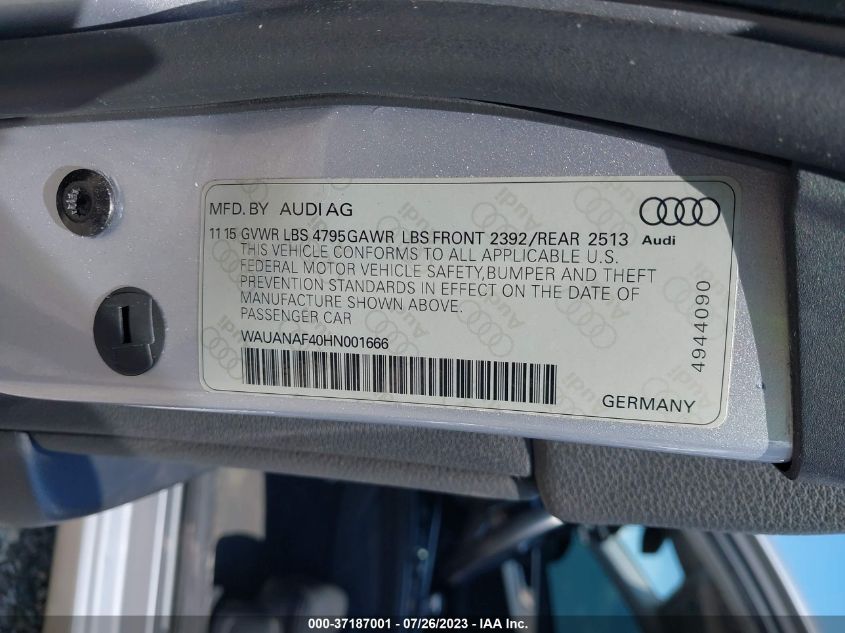 MFD. BY AUDI AG
11 15 GVWR LBS 4795GAWR LBS FRONT 2392/REAR 2513
Audi
THIS VEHICLE CONFORMS TO ALL APPLICABLE U.S.
FEDERAL MOTOR VEHICLE SAFETY,BUMPER AND THEFT
PREVENTION STANDARDS IN EFFECT ON THE DATE OF
MANUFACTURE SHOWN ABOVE.
PASSENGER CAR
WAUANAF40HN001666
4944090
GERMANY
000-37187001 / 07/26/2023 - © IAA Inc.